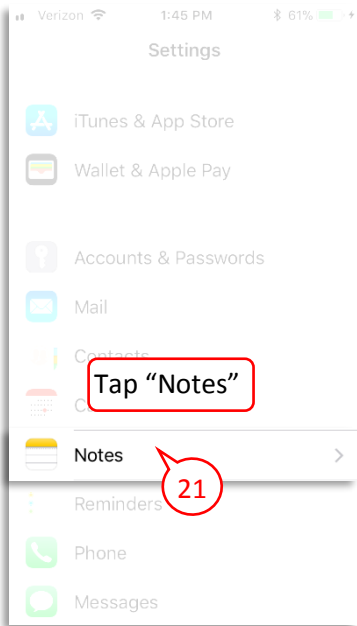 Verizon 1:45 PM 61%
Settings
iTunes & App Store
Wallet & Apple Pay
Accounts & Passwords
Mail
Contacts
Tap “Notes”
Notes
21
Reminders
Phone
Messages